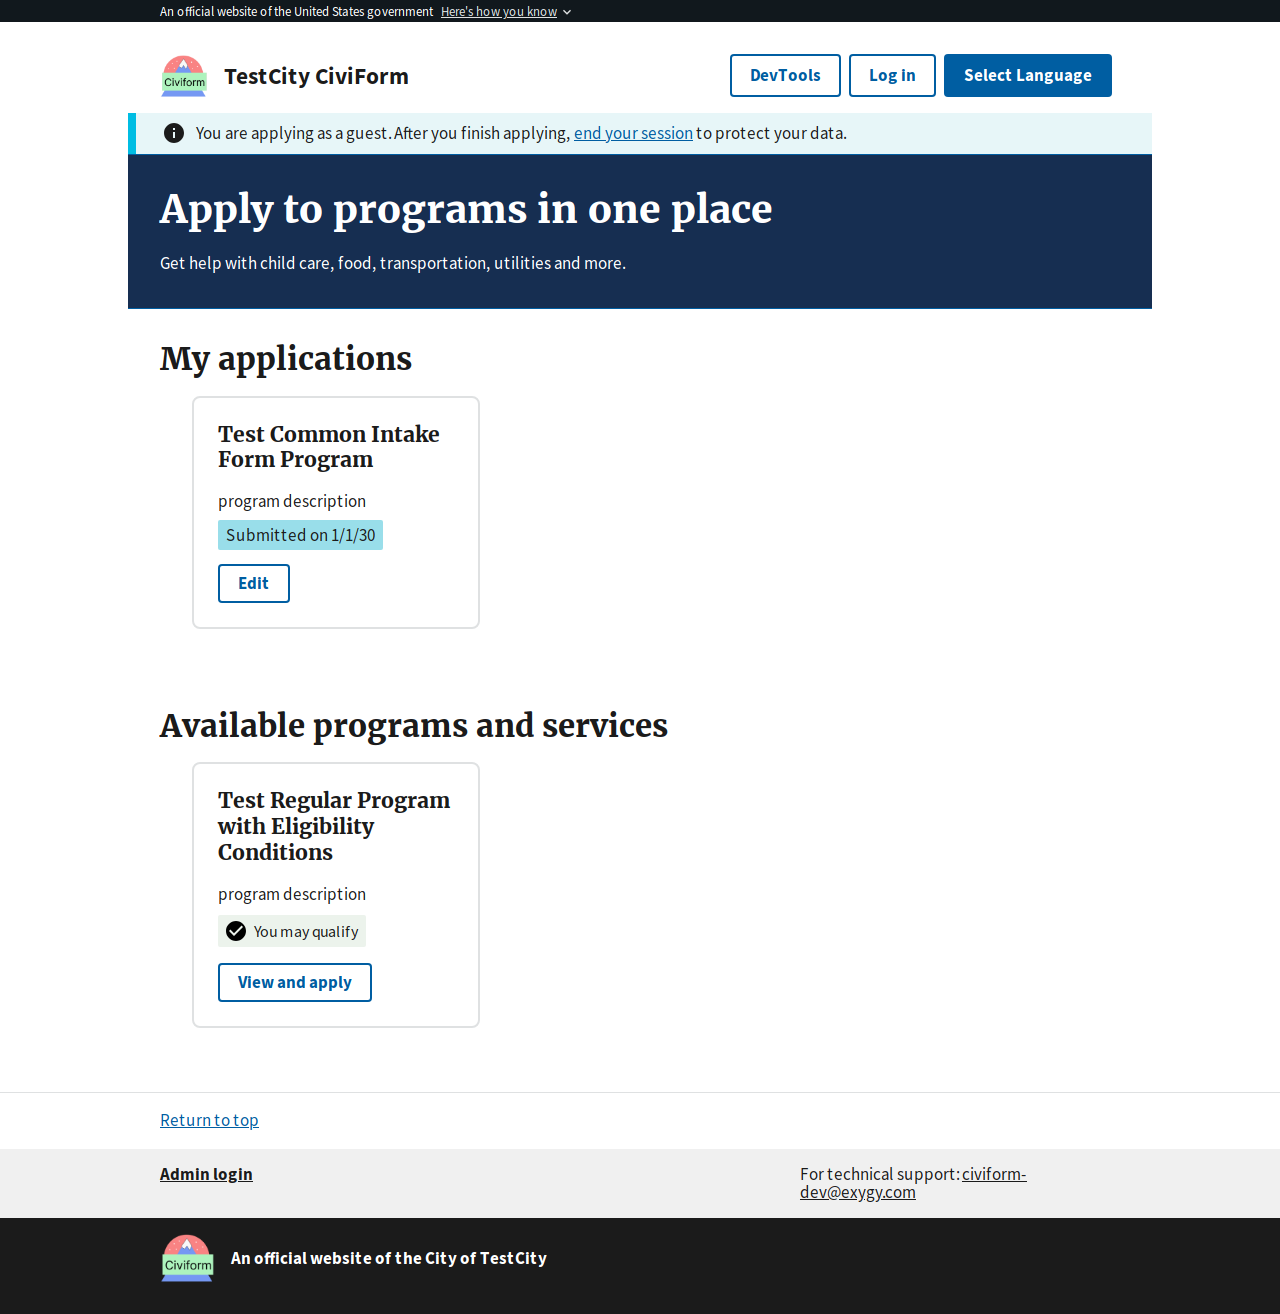 An official website of the United States government Here's how you know
Civiform
TestCity CiviForm
DevTools
Log in
Select Language
You are applying as a guest. After you finish applying, end your session to protect your data.
Apply to programs in one place
Get help with child care, food, transportation, utilities and more.
My applications
Test Common Intake
Form Program
program description
Submitted on 1/1/30
Edit
Available programs and services
Test Regular Program
with Eligibility
Conditions
program description
You may qualify
View and apply
Return to top
Admin login
For technical support: civiform-
dev@exygy.com
Civiform
An official website of the City of TestCity